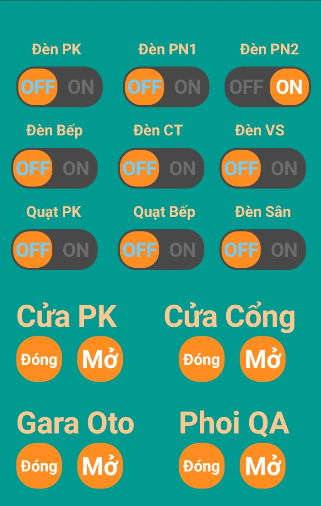 Đèn PK Đèn PN1 Đèn PN2
OFF ON OFF ON OFF ON
Đèn Bếp Đèn CT Đèn VS
OFF ON OFF ON OFF ON
Quạt PK Quạt Bếp Đèn Sân
OFF ON OFF ON OFF ON
Cửa PK Cửa Cổng
Đóng Mở Đóng Mở
Gara Oto Phoi QA
Đóng Mở Đóng Mở